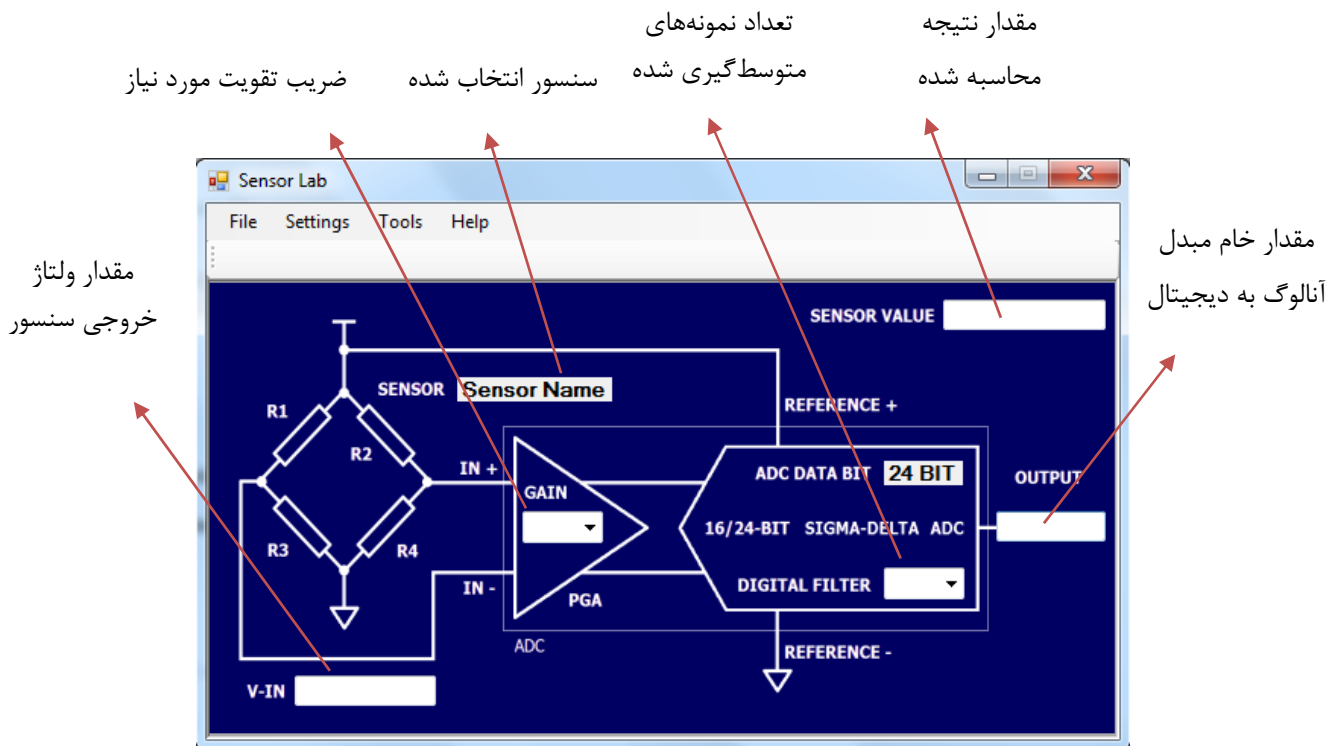 مقدار نتیجه
محاسبه شده
تعداد نمونه‌های
متوسط‌گیری شده
سنسور انتخاب شده
ضریب تقویت مورد نیاز
Sensor Lab
File Settings Tools Help
مقدار خام مبدل
آنالوگ به دیجیتال
مقدار ولتاژ
خروجی سنسور
SENSOR VALUE
SENSOR Sensor Name
REFERENCE +
R1
R2
IN +
GAIN
ADC DATA BIT 24 BIT
OUTPUT
16/24-BIT SIGMA-DELTA ADC
R3
R4
IN -
PGA
DIGITAL FILTER
ADC
REFERENCE -
V-IN